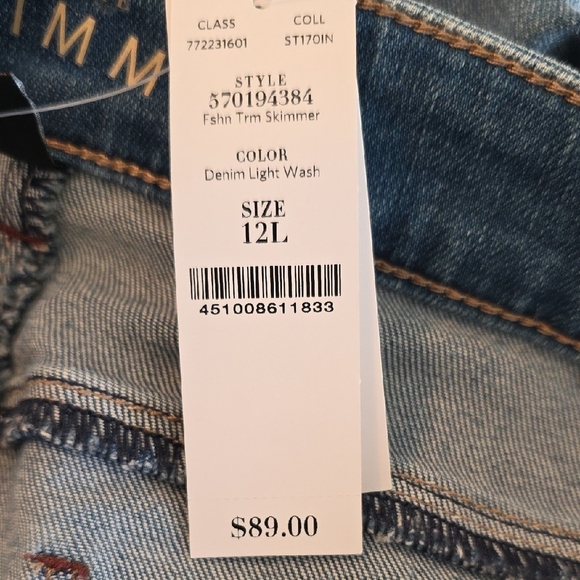 IMM
CLASS COLL
772231601 ST170IN
STYLE
570194384
Fshn Trm Skimmer
COLOR
Denim Light Wash
SIZE
12L
451008611833
$89.00